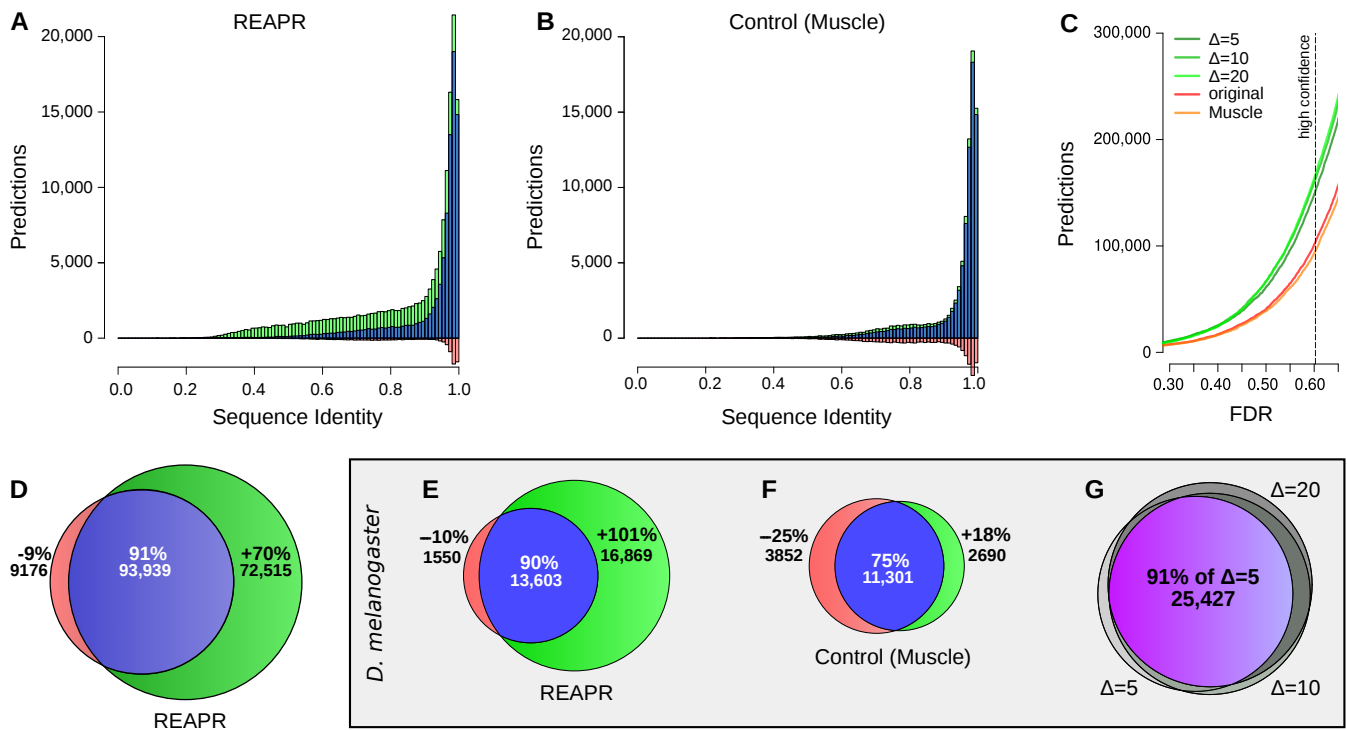 A
REAPR
Predictions
20,000
15,000
10,000
5,000
0
0.0 0.2 0.4 0.6 0.8 1.0
Sequence Identity
B
Control (Muscle)
Predictions
20,000
15,000
10,000
5,000
0
0.0 0.2 0.4 0.6 0.8 1.0
Sequence Identity
C
Predictions
300,000
200,000
100,000
0
Δ=5
Δ=10
Δ=20
original
Muscle
high confidence
0.30 0.40 0.50 0.60
FDR
D
-9%
9176
91%
93,939
+70%
72,515
REAPR
D. melanogaster
E
–10%
1550
90%
13,603
+101%
16,869
REAPR
F
–25%
3852
75%
11,301
+18%
2690
Control (Muscle)
G
Δ=20
91% of Δ=5
25,427
Δ=5
Δ=10